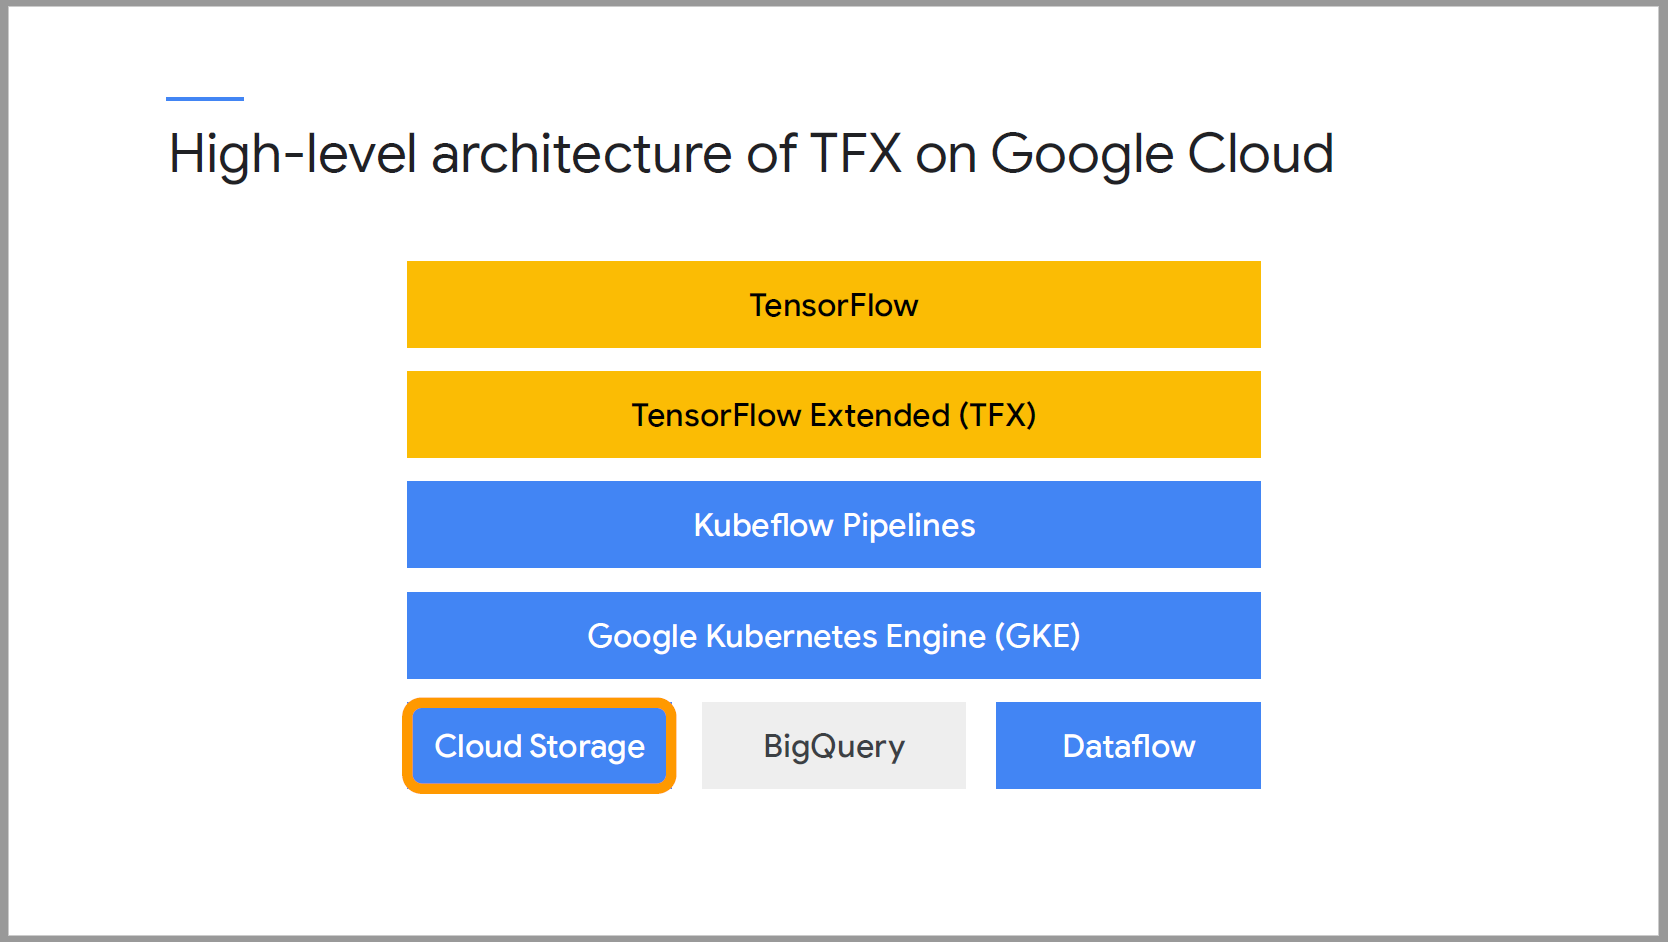 High-level architecture of TFX on Google Cloud
TensorFlow
TensorFlow Extended (TFX)
Kubeflow Pipelines
Google Kubernetes Engine (GKE)
Cloud Storage
BigQuery
Dataflow